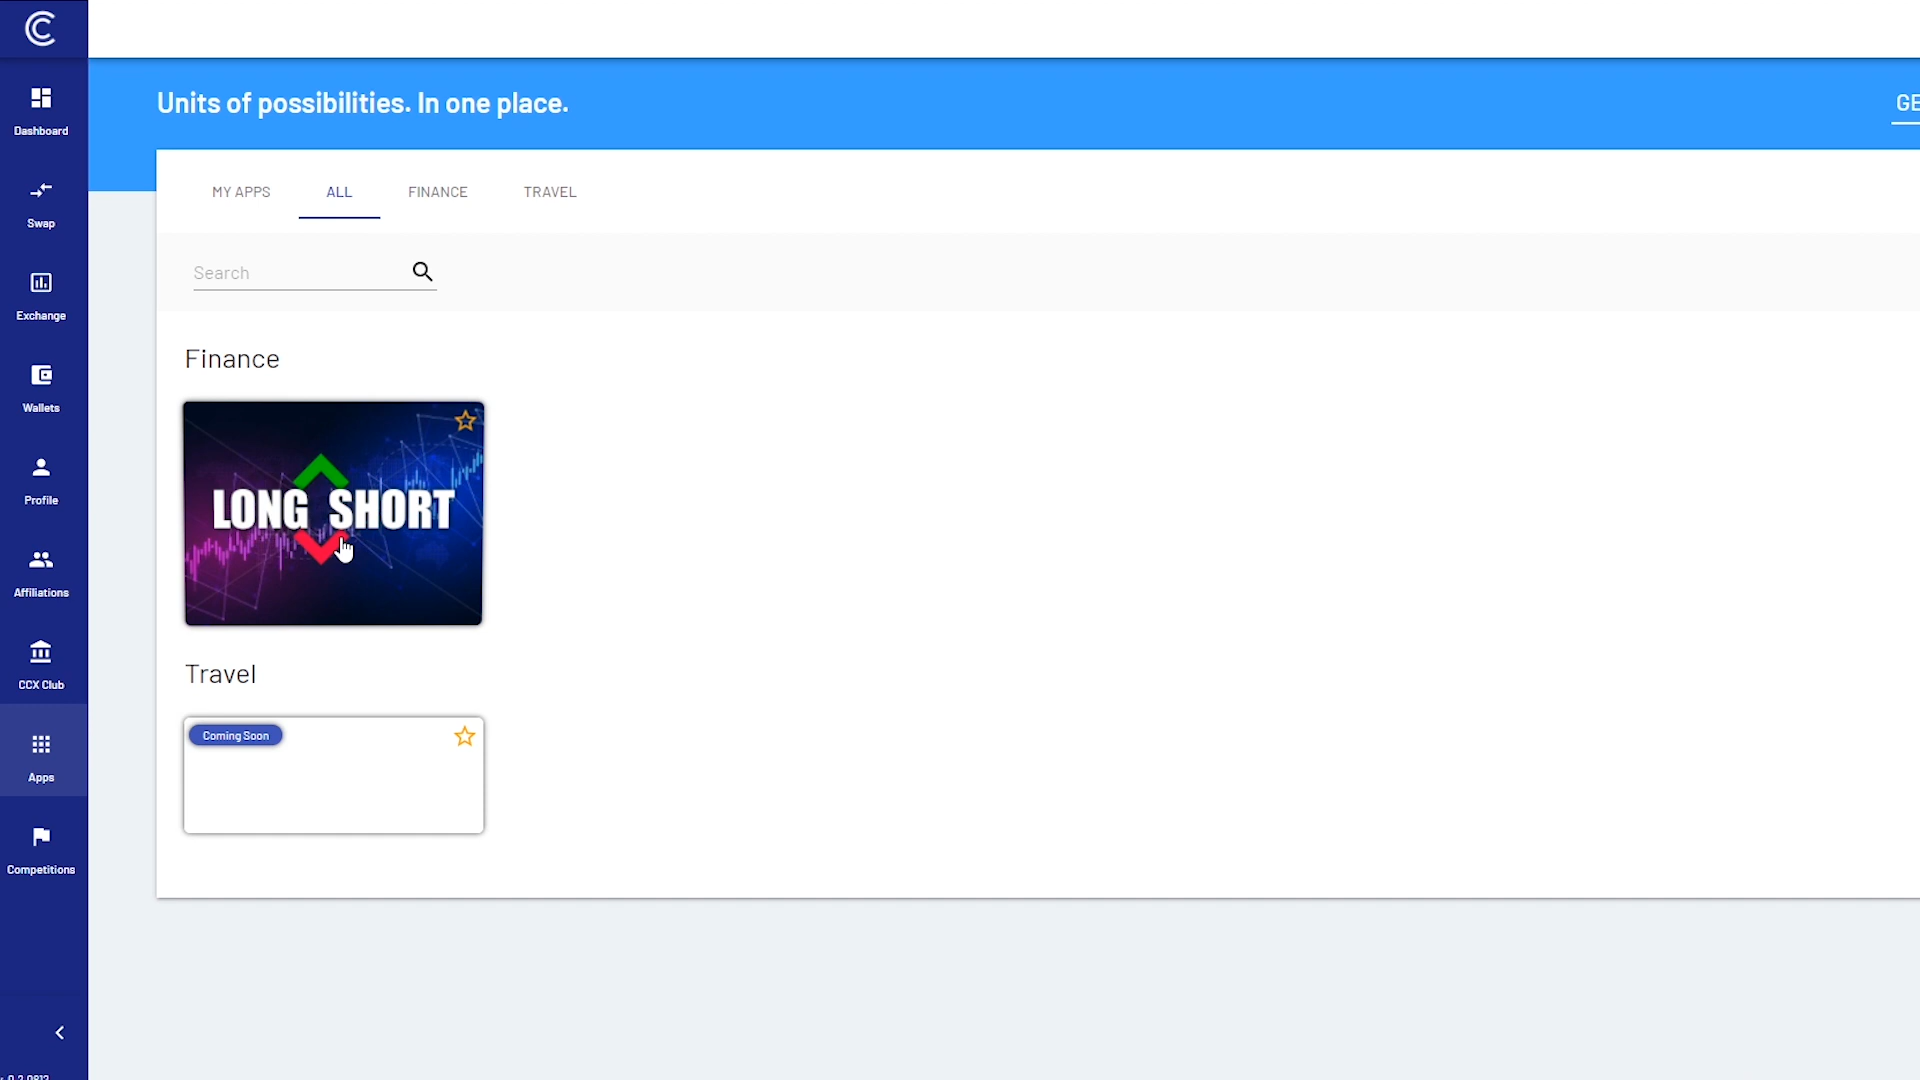 Units of possibilities. In one place.
GE
Dashboard
Swap
Exchange
Wallets
Profile
Affiliations
CCX Club
Apps
Competitions
MY APPS
ALL
FINANCE
TRAVEL
Search
Finance
LONG SHORT
Travel
Coming Soon